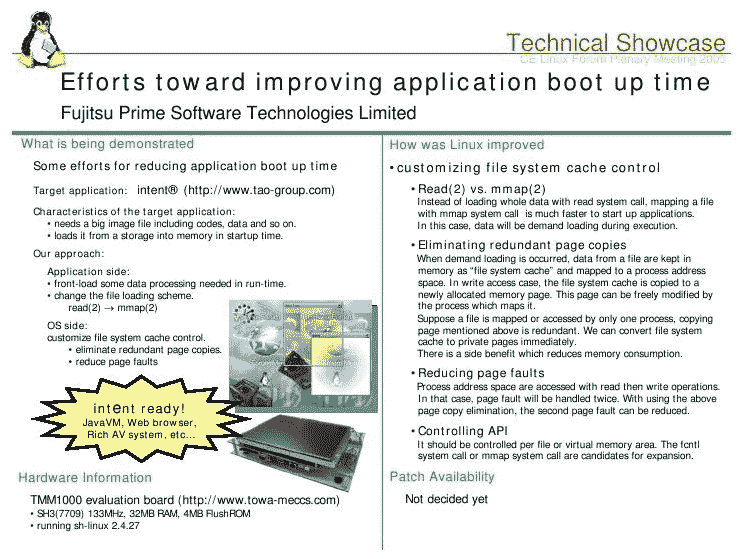 Technical Showcase
CE Linux Forum Plenary Meeting 2005
Efforts toward improving application boot up time
Fujitsu Prime Software Technologies Limited
What is being demonstrated
Some efforts for reducing application boot up time
Target application: intent® (http://www.tao-group.com)
Characteristics of the target application:
• needs a big image file including codes, data and so on.
• loads it from a storage into memory in startup time.
Our approach:
Application side:
• front-load some data processing needed in run-time.
• change the file loading scheme.
read(2) → mmap(2)
OS side:
customize file system cache control.
• eliminate redundant page copies.
• reduce page faults
intent ready!
JavaVM, Web browser,
Rich AV system, etc...
Hardware Information
TMM1000 evaluation board (http://www.towa-meccs.com)
• SH3(7709) 133MHz, 32MB RAM, 4MB FlushROM
• running sh-linux 2.4.27
How was Linux improved
• customizing file system cache control
• Read(2) vs. mmap(2)
Instead of loading whole data with read system call, mapping a file
with mmap system call is much faster to start up applications.
In this case, data will be demand loading during execution.
• Eliminating redundant page copies
When demand loading is occurred, data from a file are kept in
memory as "file system cache" and mapped to a process address
space. In write access case, the file system cache is copied to a
newly allocated memory page. This page can be freely modified by
the process which maps it.
Suppose a file is mapped or accessed by only one process, copying
page mentioned above is redundant. We can convert file system
cache to private pages immediately.
There is a side benefit which reduces memory consumption.
• Reducing page faults
Process address space are accessed with read then write operations.
In that case, page fault will be handled twice. With using the above
page copy elimination, the second page fault can be reduced.
• Controlling API
It should be controlled per file or virtual memory area. The fcntl
system call or mmap system call are candidates for expansion.
Patch Availability
Not decided yet